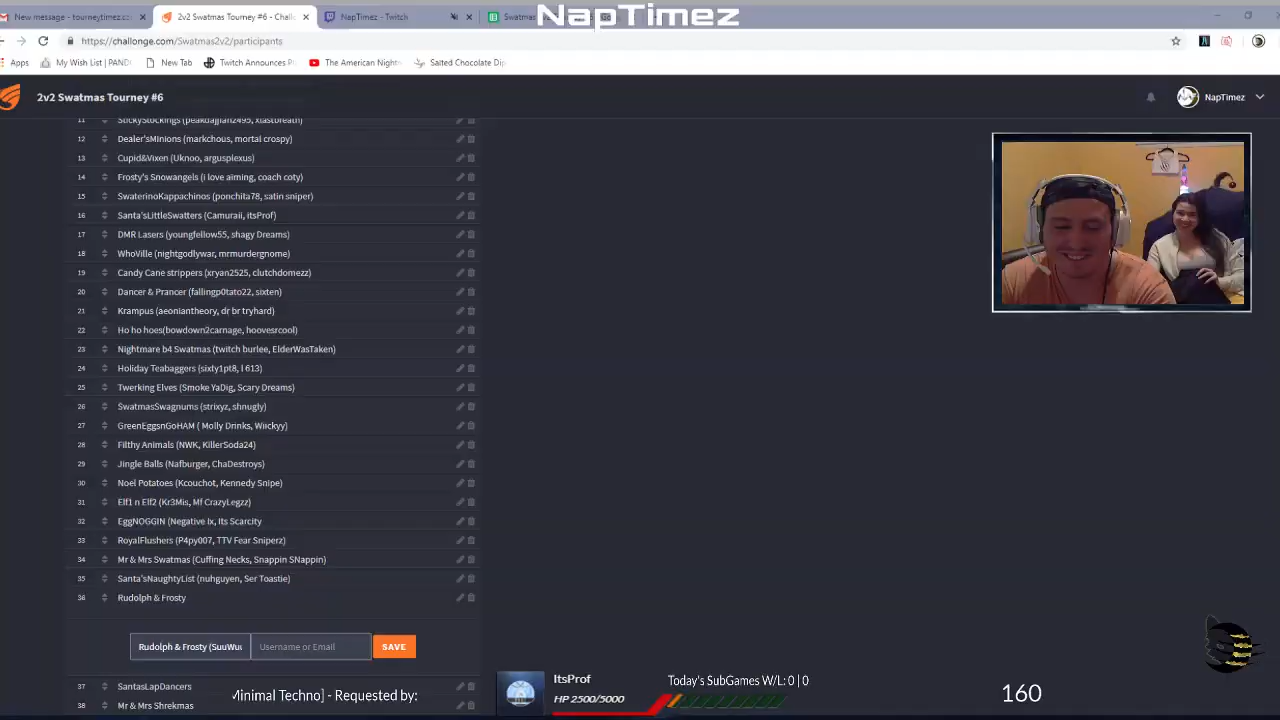 New message - tourneytimez.co
2v2 Swatmas Tourney #6 - Challo
NapTimez - Twitch
NapTimez
https://challonge.com/Swatmas2v2/participants
Apps
My Wish List | PAND
New Tab
Twitch Announces P
The American Night
Salted Chocolate Di
2v2 Swatmas Tourney #6
NapTimez
11 StickyStockings (peakdajjian2495, xlastbreath)
12 Dealer'sMinions (markchous, mortal crospy)
13 Cupid&Vixen (Uknoo, argusplexus)
14 Frosty's Snowangels (i love aiming, coach coty)
15 SwaterinoKappachinos (ponchita78, satin sniper)
16 Santa'sLittleSwatters (Camuraii, itsProf)
17 DMR Lasers (youngfellow55, shagy Dreams)
18 WhoVille (nightgodlywar, mrmurdergnome)
19 Candy Cane strippers (xryan2525, clutchdomezz)
20 Dancer & Prancer (fallingp0tato22, sixten)
21 Krampus (aeoniantheory, dr br tryhard)
22 Ho ho hoes(bowdown2carnage, hoovesrcool)
23 Nightmare b4 Swatmas (twitch burlee, ElderWasTaken)
24 Holiday Teabaggers (sixty1pt8, l 613)
25 Twerking Elves (Smoke YaDig, Scary Dreams)
26 SwatmasSwagnums (strixyz, shnugly)
27 GreenEggsnGoHAM ( Molly Drinks, Wiickyy)
28 Filthy Animals (NWK, KillerSoda24)
29 Jingle Balls (Nafburger, ChaDestroys)
30 Noel Potatoes (Kcouchot, Kennedy Snipe)
31 Elf1 n Elf2 (Kr3Mis, Mf CrazyLegzz)
32 EggNOGGIN (Negative Ix, Its Scarcity
33 RoyalFlushers (P4py007, TTV Fear Sniperz)
34 Mr & Mrs Swatmas (Cuffing Necks, Snappin SNappin)
35 Santa'sNaughtyList (nuhguyen, Ser Toastie)
36 Rudolph & Frosty
Rudolph & Frosty (SuuWuu
Username or Email
SAVE
37 SantasLapDancers
38 Mr & Mrs Shrekmas
Minimal Techno] - Requested by:
ItsProf
HP 2500/5000
Today's SubGames W/L: 0 | 0
160